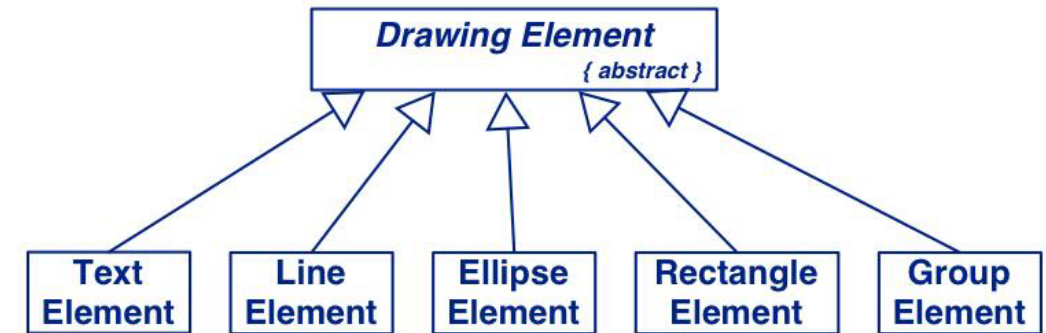 Drawing Element
{ abstract }
Text
Element
Line
Element
Ellipse
Element
Rectangle
Element
Group
Element